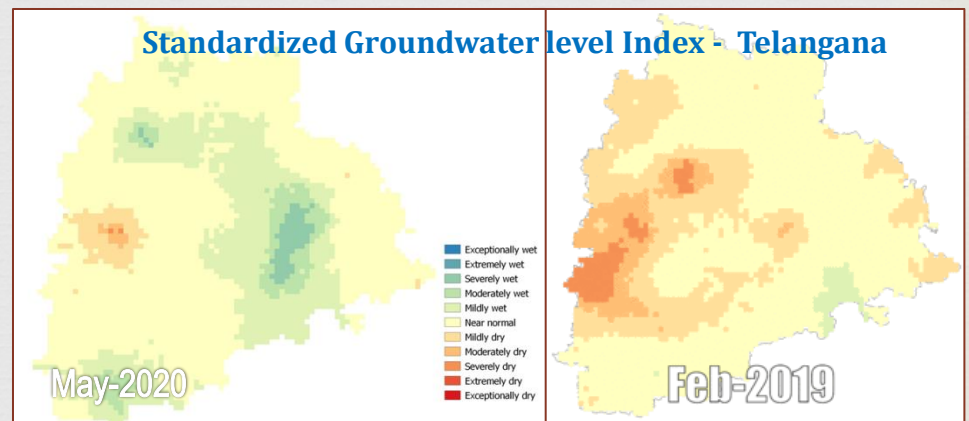 Standardized Groundwater level Index - Telangana
Exceptionally wet
Extremely wet
Severely wet
Moderately wet
Mildly wet
Near normal
Mildly dry
Moderately dry
Severely dry
Extremely dry
Exceptionally dry
May-2020
Feb-2019